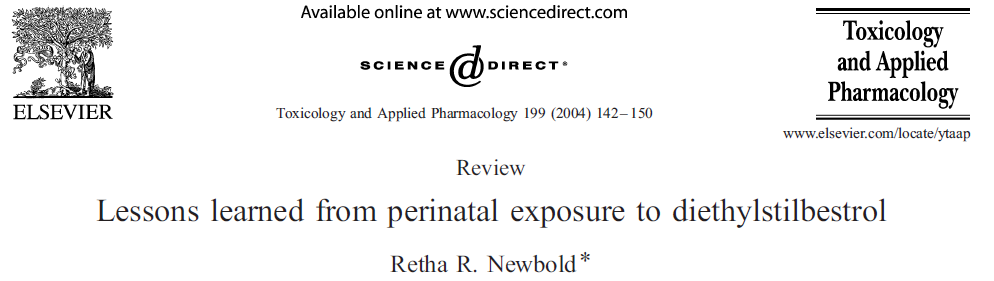 Available online at www.sciencedirect.com
ELSEVIER
SCIENCE @ DIRECT®
Toxicology and Applied Pharmacology 199 (2004) 142–150
Toxicology
and Applied
Pharmacology
www.elsevier.com/locate/ytaap
Review
Lessons learned from perinatal exposure to diethylstilbestrol
Retha R. Newbold*